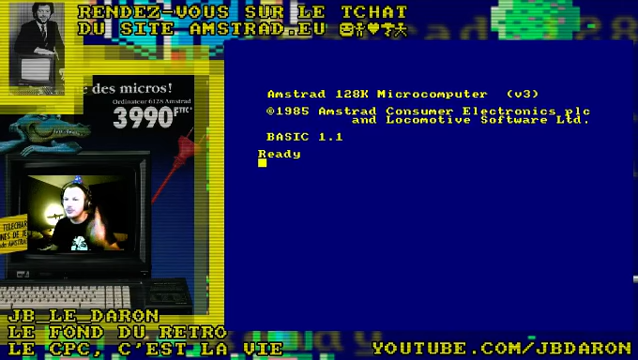 RENDEZ-VOUS SUR LE TCHAT
DU SITE AMSTRAD.EU
des micros!
Ordinateur 6128 Amstrad
3990F TTC
Amstrad 128K Microcomputer (v3)
©1985 Amstrad Consumer Electronics plc
and Locomotive Software Ltd.
BASIC 1.1
Ready
JB LE DARON
LE FOND DU RETRO
LE CPC, C'EST LA VIE
YOUTUBE.COM/JBDARON